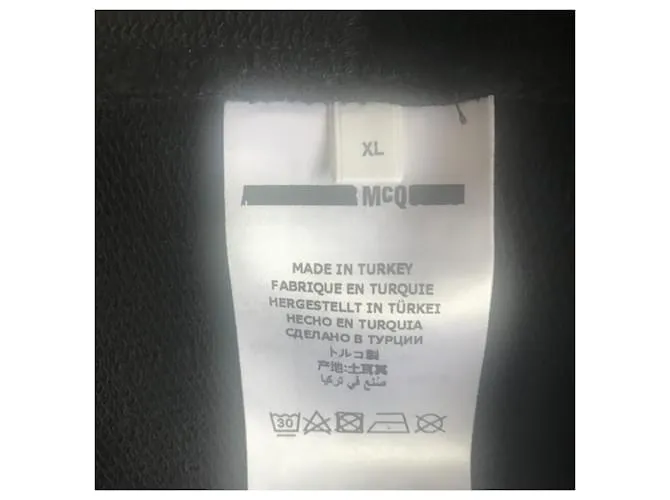 XL
McQ
MADE IN TURKEY
FABRIQUE EN TURQUIE
HERGESTELLT IN TÜRKEI
HECHO EN TURQUIA
СДЕЛАНО В ТУРЦИИ
トルコ製
产地:土耳其
صنع في تركيا
30